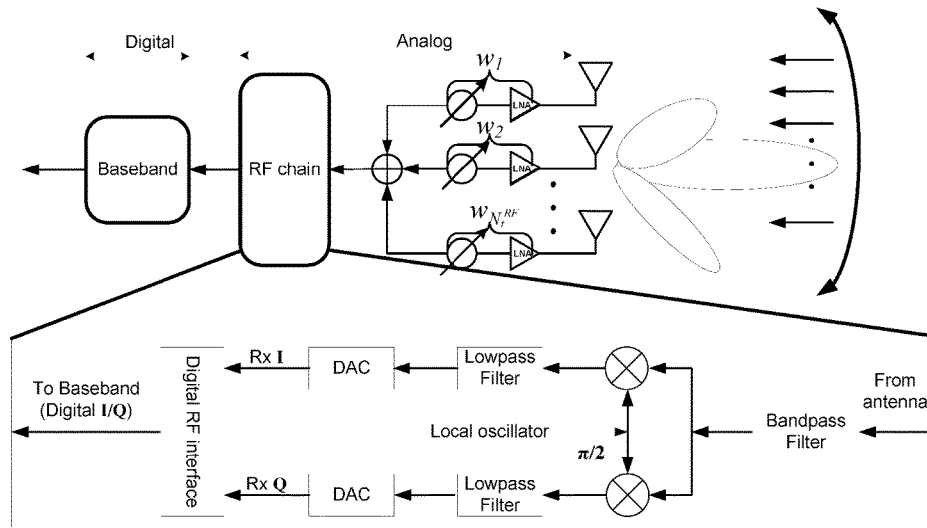 Digital
Analog
w1
LNA
w2
LNA
wNrRF
LNA
Baseband
RF chain
To Baseband
(Digital I/Q)
Digital RF interface
Rx I
DAC
Lowpass
Filter
Local oscillator
π/2
Rx Q
DAC
Lowpass
Filter
Bandpass
Filter
From
antenna